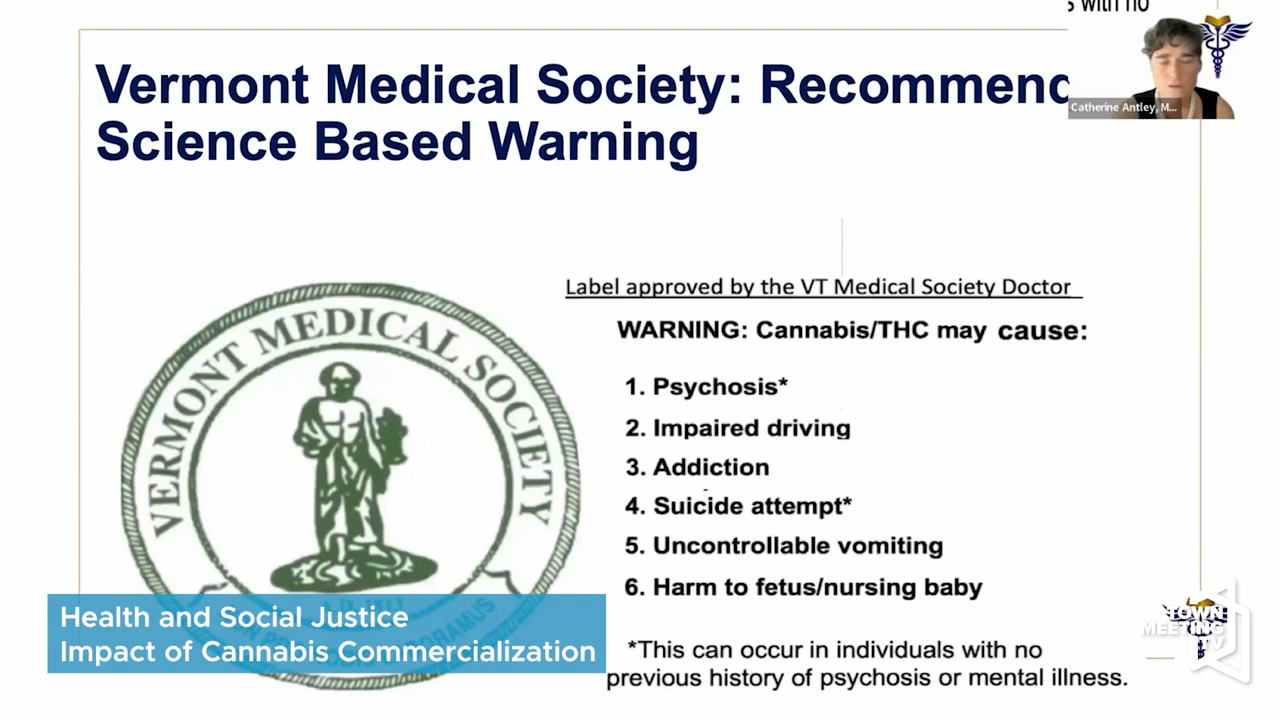 s with no
Vermont Medical Society: Recommend
Science Based Warning
Catherine Antley, M...
Label approved by the VT Medical Society Doctor
WARNING: Cannabis/THC may cause:
1. Psychosis*
2. Impaired driving
3. Addiction
4. Suicide attempt*
5. Uncontrollable vomiting
6. Harm to fetus/nursing baby
*This can occur in individuals with no
previous history of psychosis or mental illness.
VERMONT MEDICAL SOCIETY
Health and Social Justice
Impact of Cannabis Commercialization
TOWN
MEETING
TV